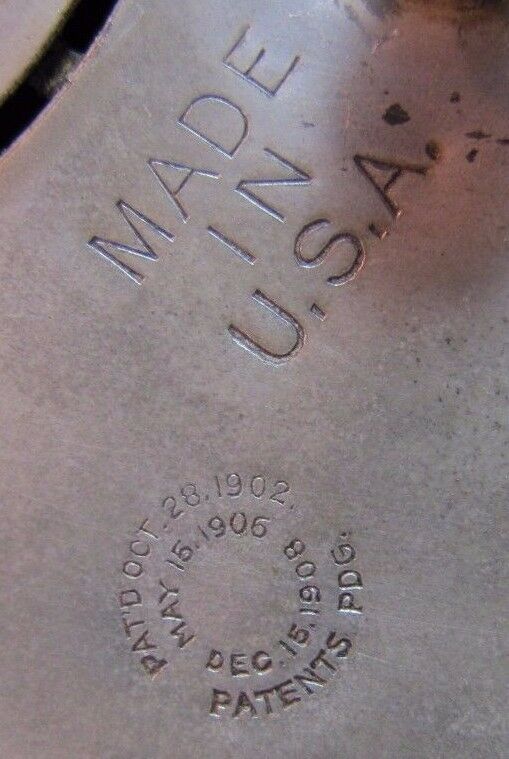 MADE
IN
U.S.A.
PAT'D OCT. 28, 1902.
MAY 15, 1906
DEC. 15, 1908
PATENTS PDG.